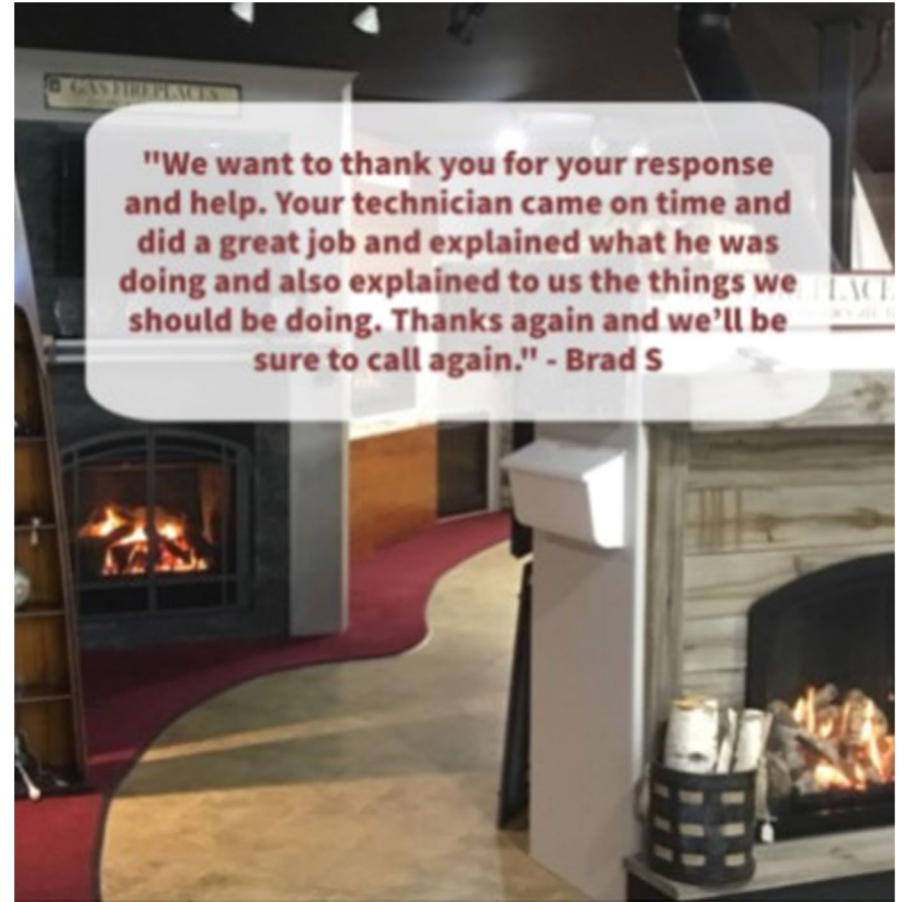 GAS FIREPLACES
"We want to thank you for your response
and help. Your technician came on time and
did a great job and explained what he was
doing and also explained to us the things we
should be doing. Thanks again and we’ll be
sure to call again." - Brad S